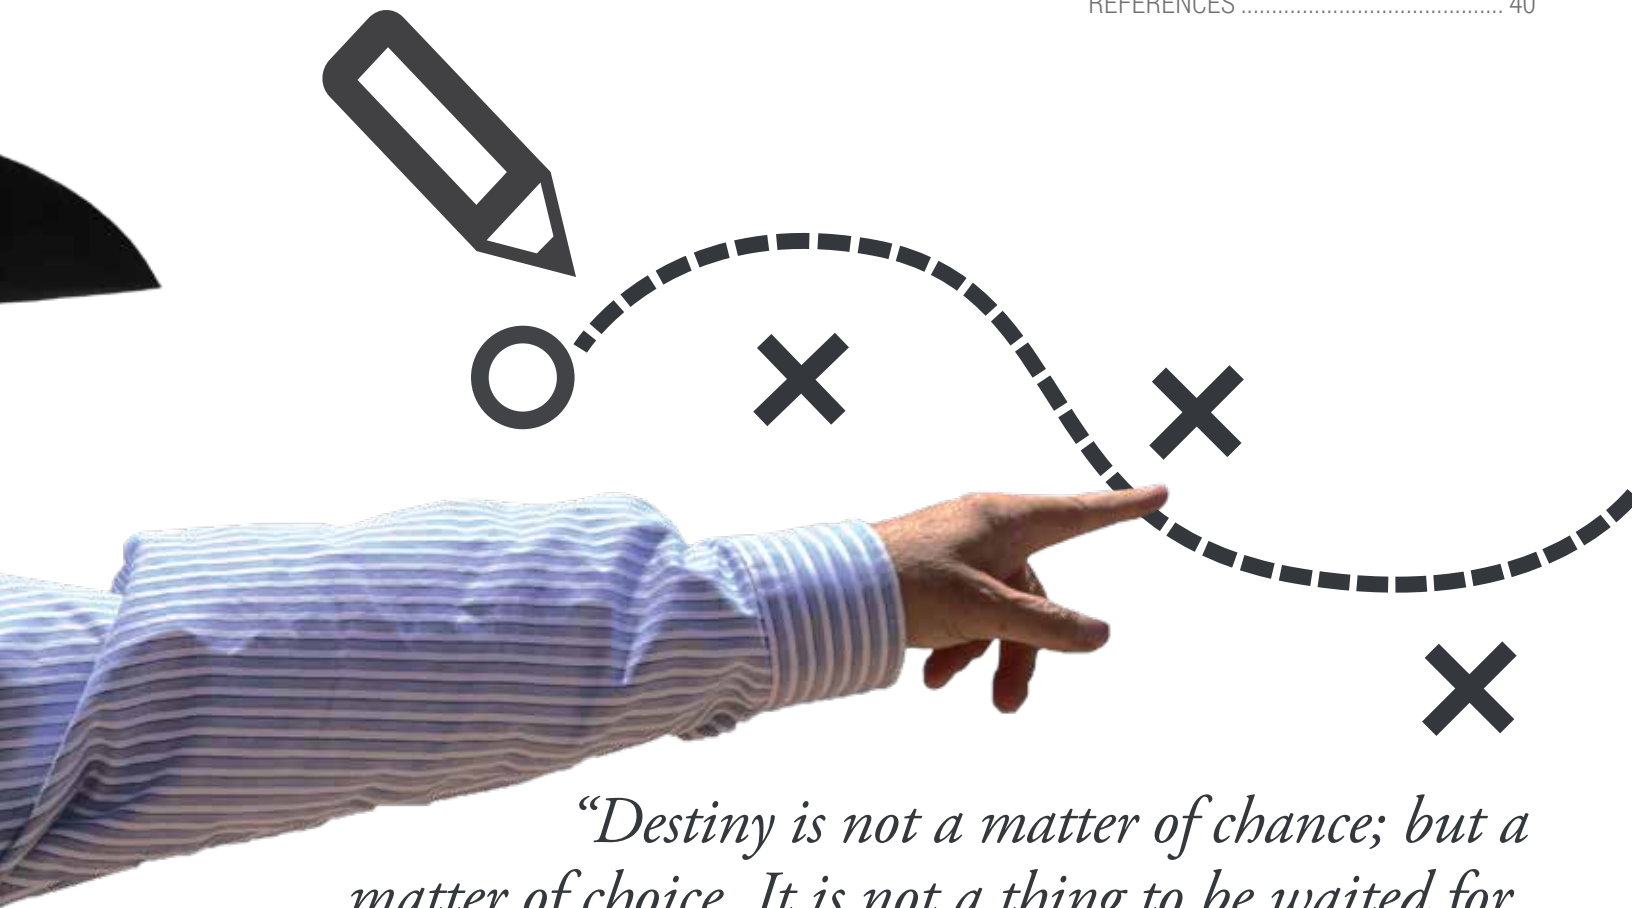 REFERENCES ........................................... 40
“Destiny is not a matter of chance; but a
matter of choice. It is not a thing to be waited for,